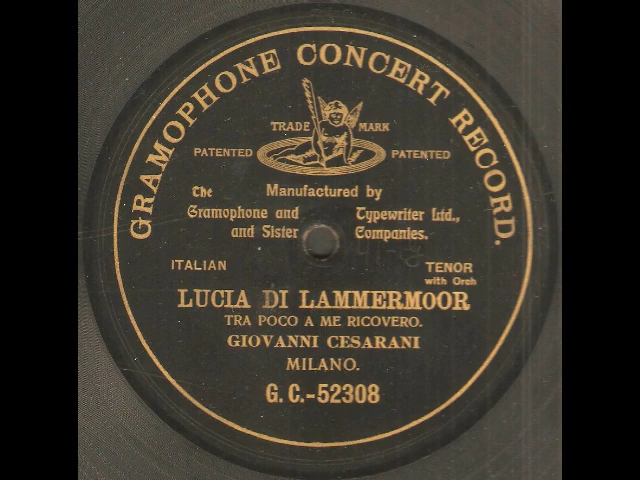 GRAMOPHONE CONCERT RECORD.
TRADE MARK
PATENTED PATENTED
The Manufactured by
Gramophone and Typewriter Ltd.,
and Sister Companies.
ITALIAN TENOR
with Orch
LUCIA DI LAMMERMOOR
TRA POCO A ME RICOVERO.
GIOVANNI CESARANI
MILANO.
G. C.-52308